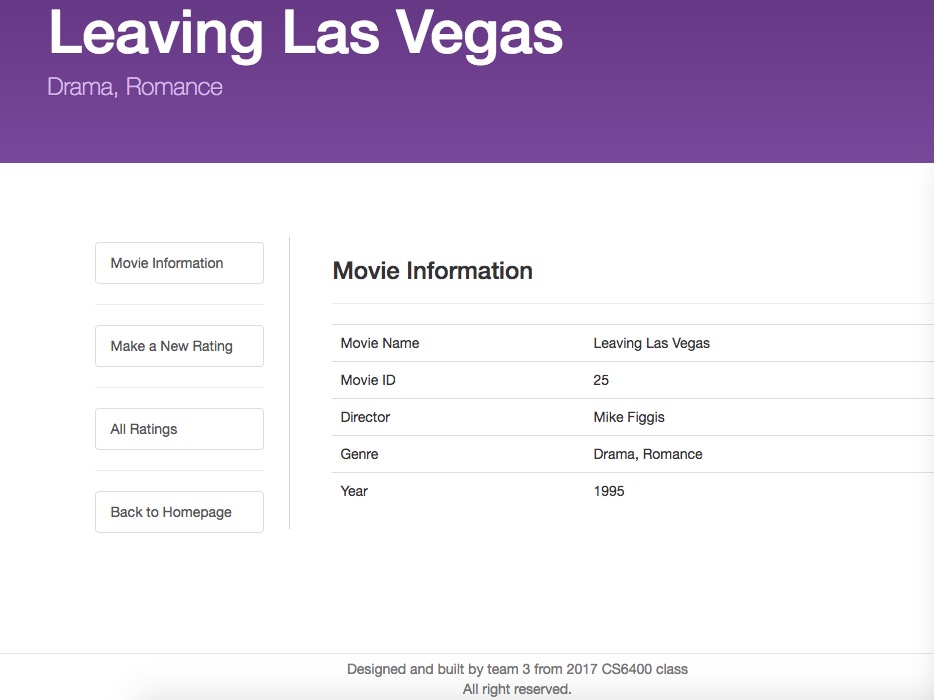 Leaving Las Vegas
Drama, Romance
Movie Information
Make a New Rating
All Ratings
Back to Homepage
Movie Information
Movie Name Leaving Las Vegas
Movie ID 25
Director Mike Figgis
Genre Drama, Romance
Year 1995
Designed and built by team 3 from 2017 CS6400 class
All right reserved.